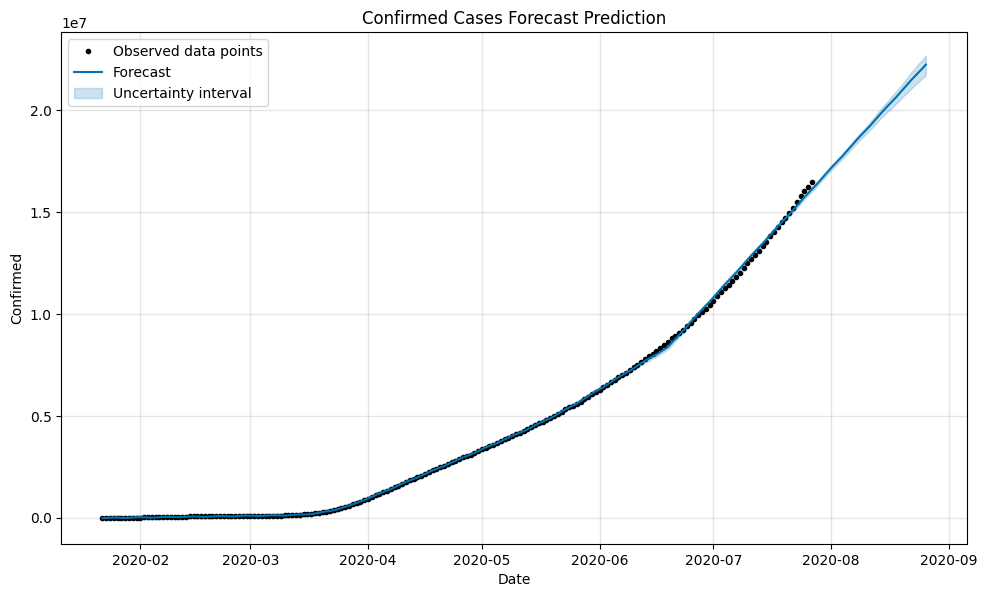 Confirmed Cases Forecast Prediction
1e7
Observed data points
Forecast
Uncertainty interval
Confirmed
2.0
1.5
1.0
0.5
0.0
2020-02 2020-03 2020-04 2020-05 2020-06 2020-07 2020-08 2020-09
Date